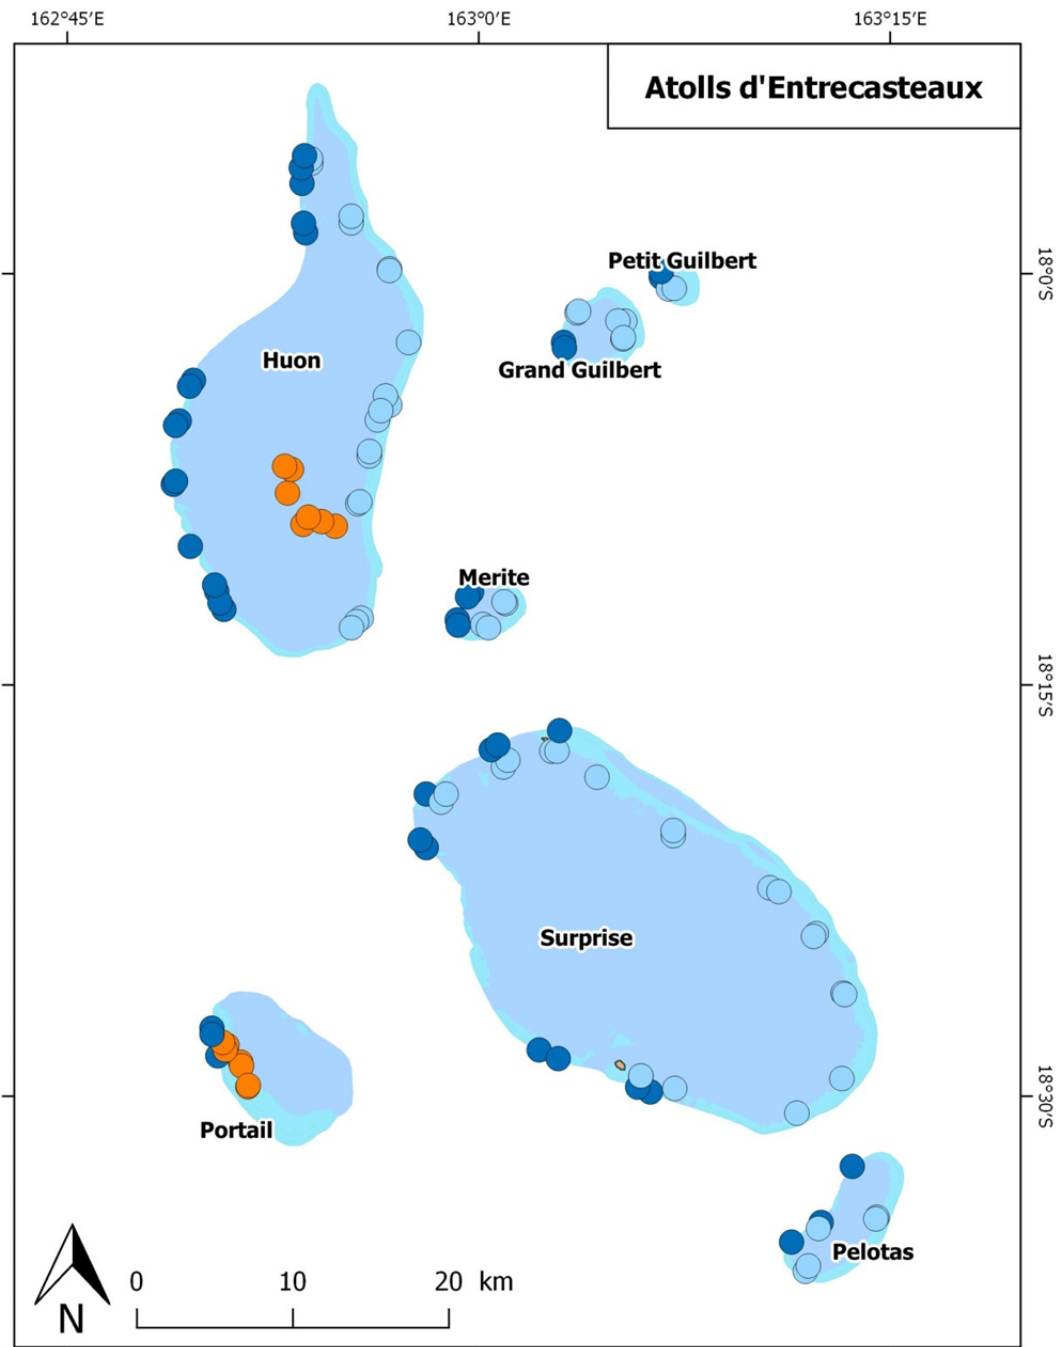 162°45'E 163°0'E 163°15'E
Atolls d'Entrecasteaux
Petit Guilbert
18°0'S
Huon
Grand Guilbert
Merite
18°15'S
Surprise
18°30'S
Portail
Pelotas
0 10 20 km
N